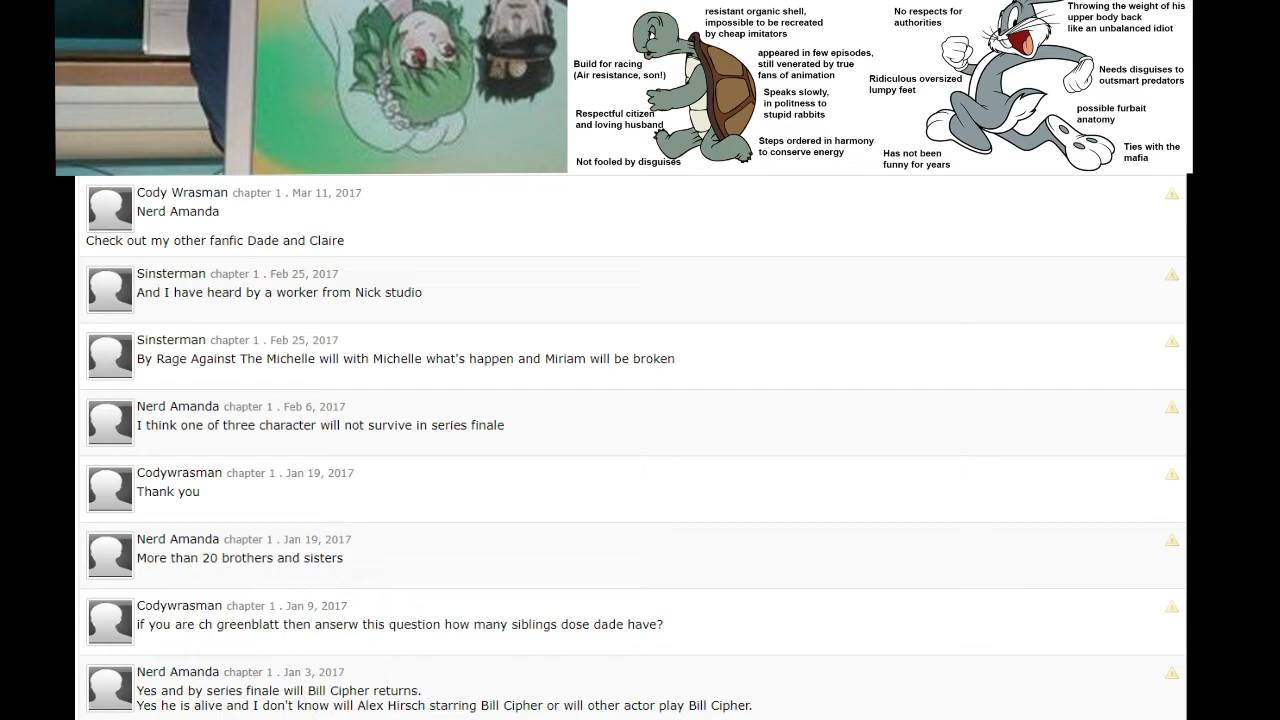 resistant organic shell,
impossible to be recreated
by cheap imitators
Build for racing
(Air resistance, son!)
appeared in few episodes,
still venerated by true
fans of animation
Speaks slowly,
in politness to
stupid rabbits
Respectful citizen
and loving husband
Steps ordered in harmony
to conserve energy
Not fooled by disguises
No respects for
authorities
Throwing the weight of his
upper body back
like an unbalanced idiot
Ridiculous oversized
lumpy feet
Needs disguises to
outsmart predators
possible furbait
anatomy
Has not been
funny for years
Ties with the
mafia
Cody Wrasman chapter 1 . Mar 11, 2017
Nerd Amanda
Check out my other fanfic Dade and Claire
Sinsterman chapter 1 . Feb 25, 2017
And I have heard by a worker from Nick studio
Sinsterman chapter 1 . Feb 25, 2017
By Rage Against The Michelle will with Michelle what's happen and Miriam will be broken
Nerd Amanda chapter 1 . Feb 6, 2017
I think one of three character will not survive in series finale
Codywrasman chapter 1 . Jan 19, 2017
Thank you
Nerd Amanda chapter 1 . Jan 19, 2017
More than 20 brothers and sisters
Codywrasman chapter 1 . Jan 9, 2017
if you are ch greenblatt then anserw this question how many siblings dose dade have?
Nerd Amanda chapter 1 . Jan 3, 2017
Yes and by series finale will Bill Cipher returns.
Yes he is alive and I don't know will Alex Hirsch starring Bill Cipher or will other actor play Bill Cipher.